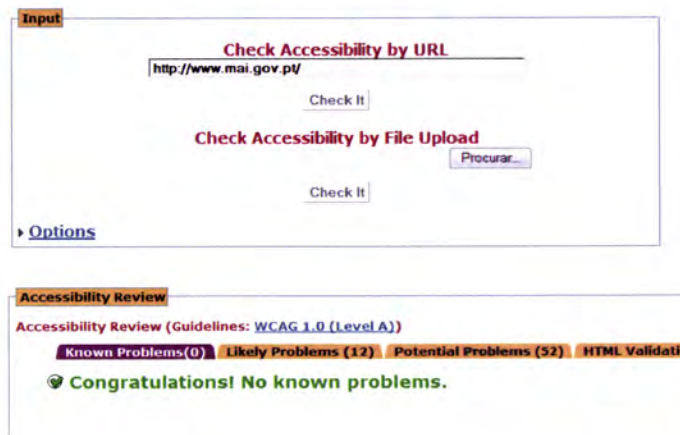 Input
Check Accessibility by URL
http://www.mai.gov.pt/
Check It
Check Accessibility by File Upload
Procurar...
Check It
Options
Accessibility Review
Accessibility Review (Guidelines: WCAG 1.0 (Level A))
Known Problems(0) Likely Problems (12) Potential Problems (52) HTML Validati
Congratulations! No known problems.